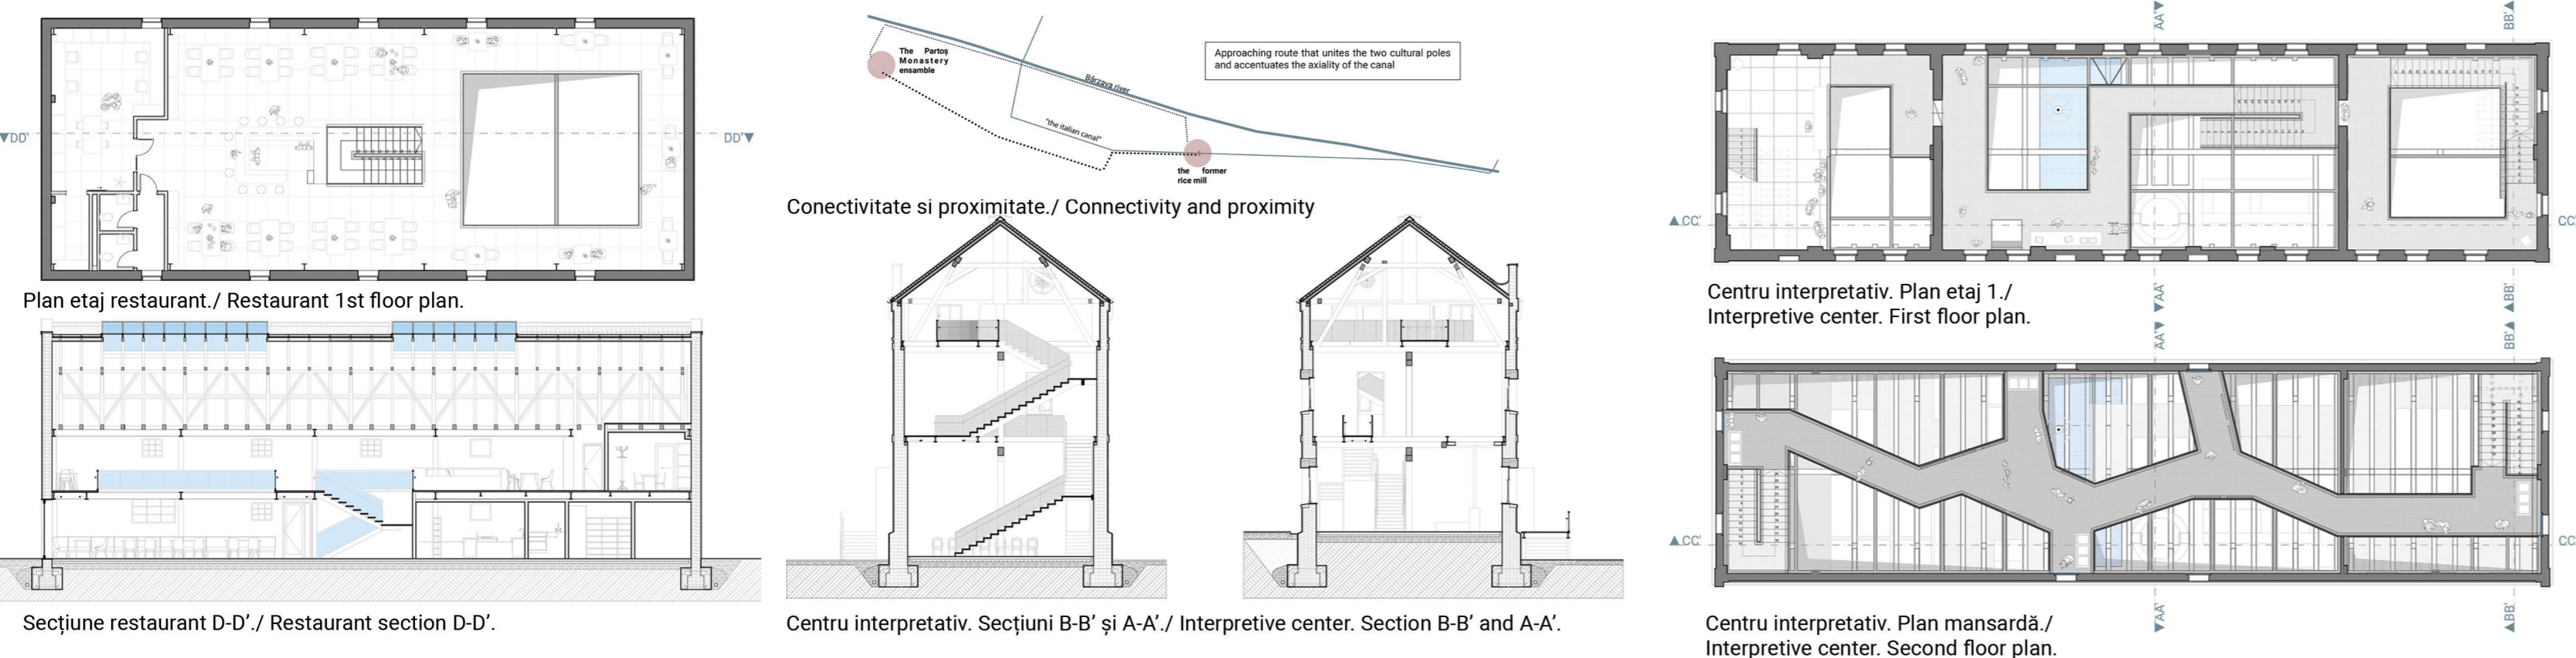 DD'
DD'
Plan etaj restaurant./ Restaurant 1st floor plan.
Secțiune restaurant D-D'./ Restaurant section D-D'.
The Partoș
Monastery
ensamble
Bârzava river
"the italian canal"
the former
rice mill
Approaching route that unites the two cultural poles
and accentuates the axiality of the canal
Conectivitate si proximitate./ Connectivity and proximity
Centru interpretativ. Secțiuni B-B' și A-A'./ Interpretive center. Section B-B' and A-A'.
AA'
BB'
CC'
CC'
Centru interpretativ. Plan etaj 1./
Interpretive center. First floor plan.
AA'
BB'
AA'
BB'
CC'
CC'
Centru interpretativ. Plan mansardă./
Interpretive center. Second floor plan.
AA'
BB'